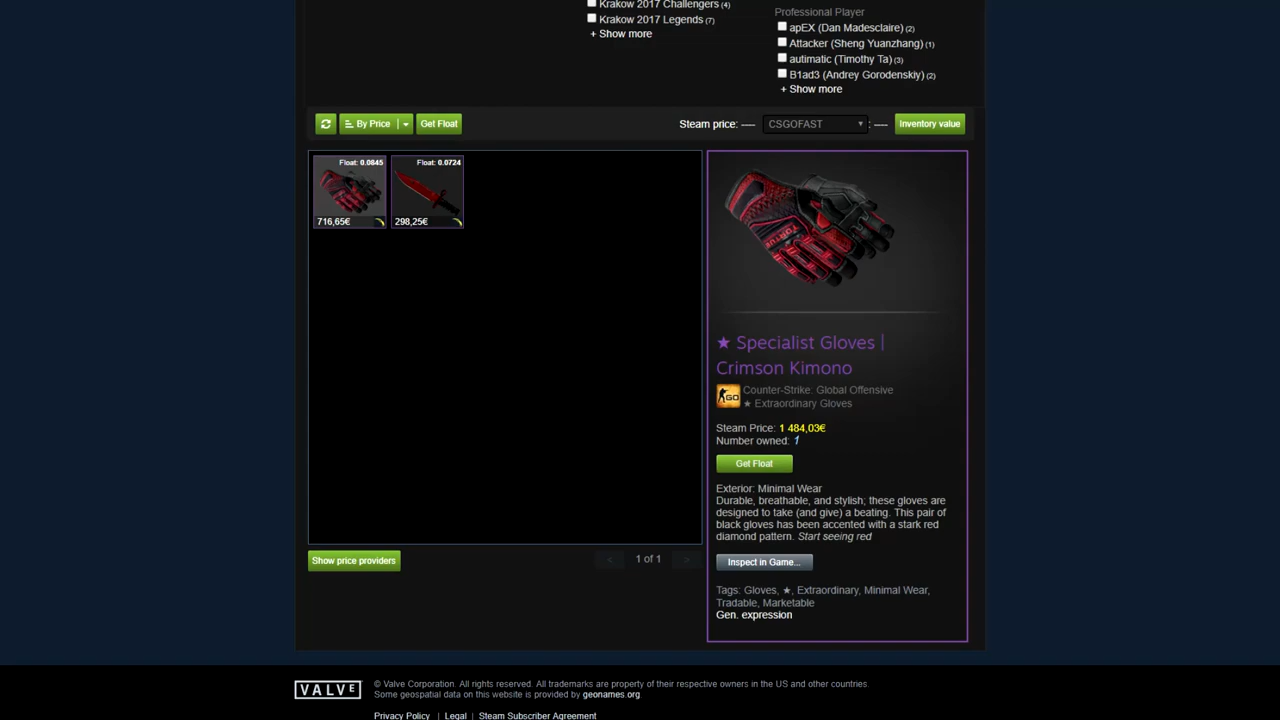 Krakow 2017 Challengers (4)
Krakow 2017 Legends (7)
+ Show more
Professional Player
apEX (Dan Madesclaire) (2)
Attacker (Sheng Yuanzhang) (1)
autimatic (Timothy Ta) (3)
B1ad3 (Andrey Gorodenskiy) (2)
+ Show more
By Price
Get Float
Steam price: ----
CSGOFAST
: ----
Inventory value
Float: 0.0845
716,65€
Float: 0.0724
298,25€
Show price providers
< 1 of 1 >
★ Specialist Gloves |
Crimson Kimono
Counter-Strike: Global Offensive
★ Extraordinary Gloves
Steam Price: 1 484,03€
Number owned: 1
Get Float
Exterior: Minimal Wear
Durable, breathable, and stylish; these gloves are
designed to take (and give) a beating. This pair of
black gloves has been accented with a stark red
diamond pattern. Start seeing red
Inspect in Game...
Tags: Gloves, ★, Extraordinary, Minimal Wear,
Tradable, Marketable
Gen. expression
VALVE
© Valve Corporation. All rights reserved. All trademarks are property of their respective owners in the US and other countries.
Some geospatial data on this website is provided by geonames.org
Privacy Policy | Legal | Steam Subscriber Agreement